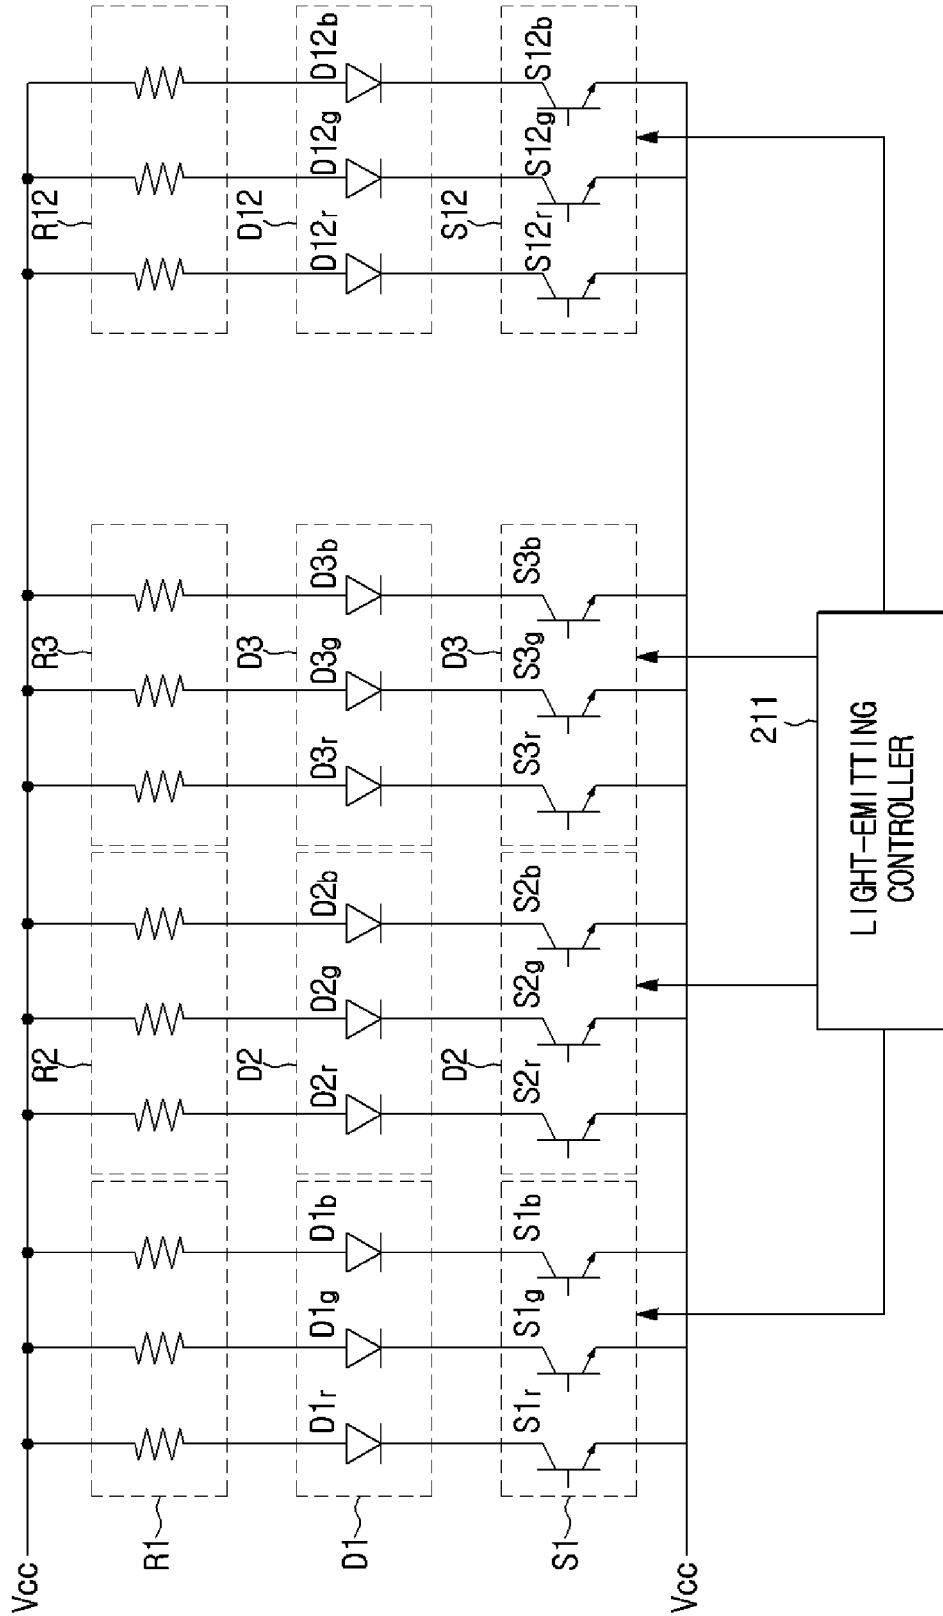 Vcc
R1
R2
R3
R12
D1
D1r
D1g
D1b
D2
D2r
D2g
D2b
D3
D3r
D3g
D3b
D12
D12r
D12g
D12b
S1
S1r
S1g
S1b
D2
S2r
S2g
S2b
D3
S3r
S3g
S3b
S12
S12r
S12g
S12b
Vcc
211
LIGHT-EMITTING
CONTROLLER